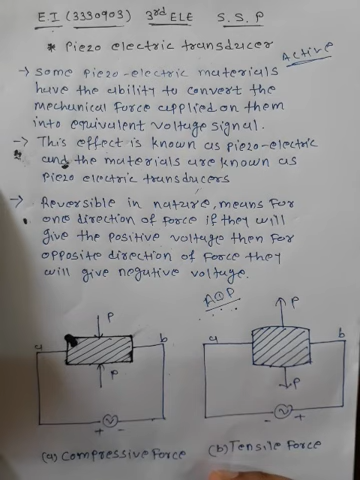 E.I (3330903) 3rd ELE S. S. P
* Piezo electric transducer
Active
→ Some Piezo-electric materials
have the ability to convert the
mechanical force applied on them
into equivalent voltage signal.
→ This effect is known as piezo-electric
and the materials are known as
piezo electric transducers
→ Reversible in nature, means for
one direction of force if they will
give the positive voltage then for
opposite direction of force they
will give negative voltage.
P
P
a
b
P
+ -
P
a
b
P
- +
(a) Compressive Force
(b) Tensile Force